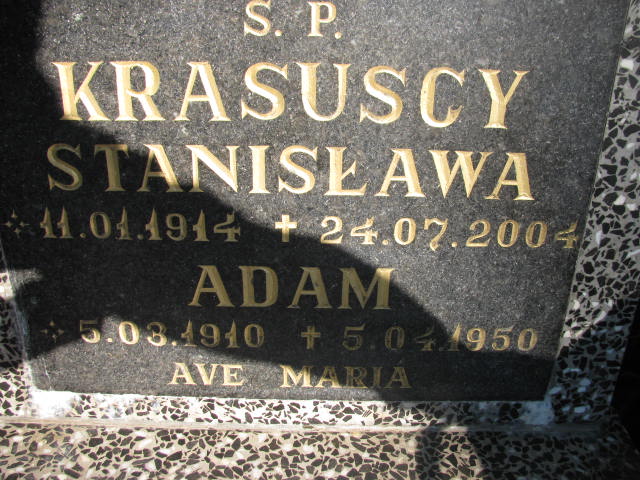 Ś. P.
KRASUSCY
STANISŁAWA
11.01.1914 ✝ 24.07.2004
ADAM
5.03.1910 ✝ 5.04.1950
AVE MARIA